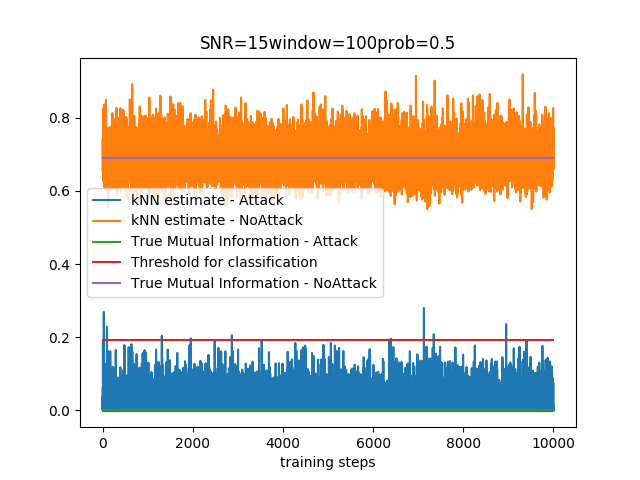 SNR=15window=100prob=0.5
0.8
0.6
0.4
0.2
0.0
kNN estimate - Attack
kNN estimate - NoAttack
True Mutual Information - Attack
Threshold for classification
True Mutual Information - NoAttack
0 2000 4000 6000 8000 10000
training steps